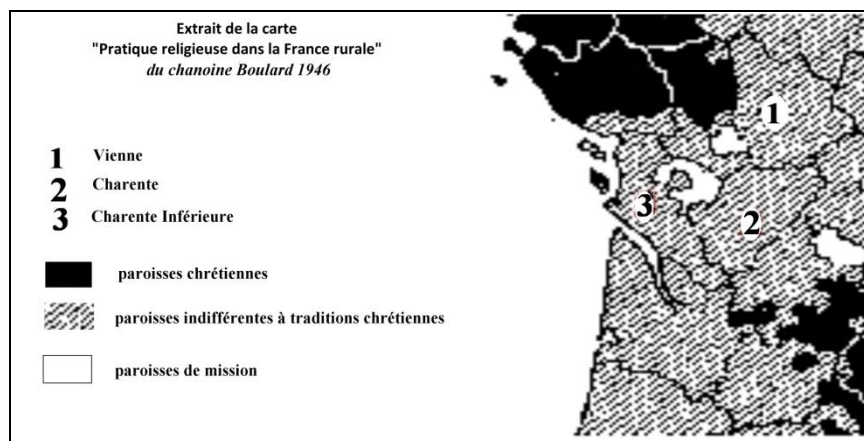 Extrait de la carte
"Pratique religieuse dans la France rurale"
du chanoine Boulard 1946
1 Vienne
2 Charente
3 Charente Inférieure
paroisses chrétiennes
paroisses indifférentes à traditions chrétiennes
paroisses de mission
1
3
2